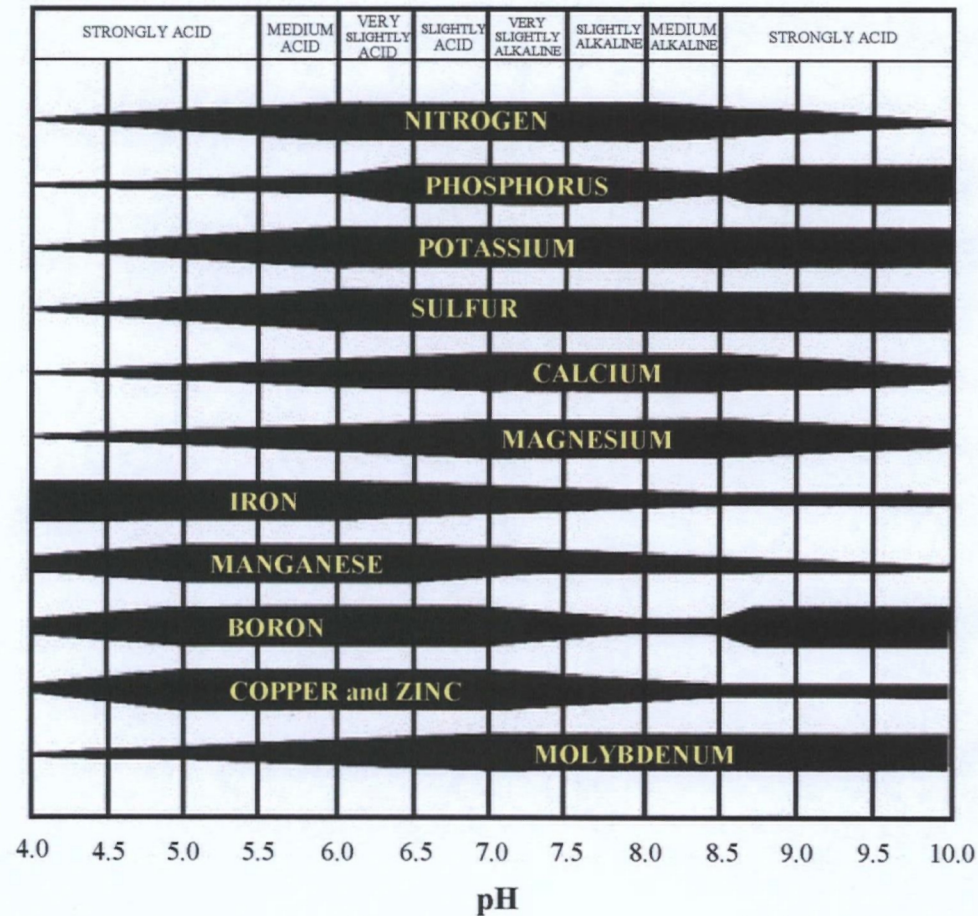 STRONGLY ACID
MEDIUM
ACID
VERY
SLIGHTLY
ACID
SLIGHTLY
ACID
VERY
SLIGHTLY
ALKALINE
SLIGHTLY
ALKALINE
MEDIUM
ALKALINE
STRONGLY ACID
NITROGEN
PHOSPHORUS
POTASSIUM
SULFUR
CALCIUM
MAGNESIUM
IRON
MANGANESE
BORON
COPPER and ZINC
MOLYBDENUM
4.0 4.5 5.0 5.5 6.0 6.5 7.0 7.5 8.0 8.5 9.0 9.5 10.0
pH